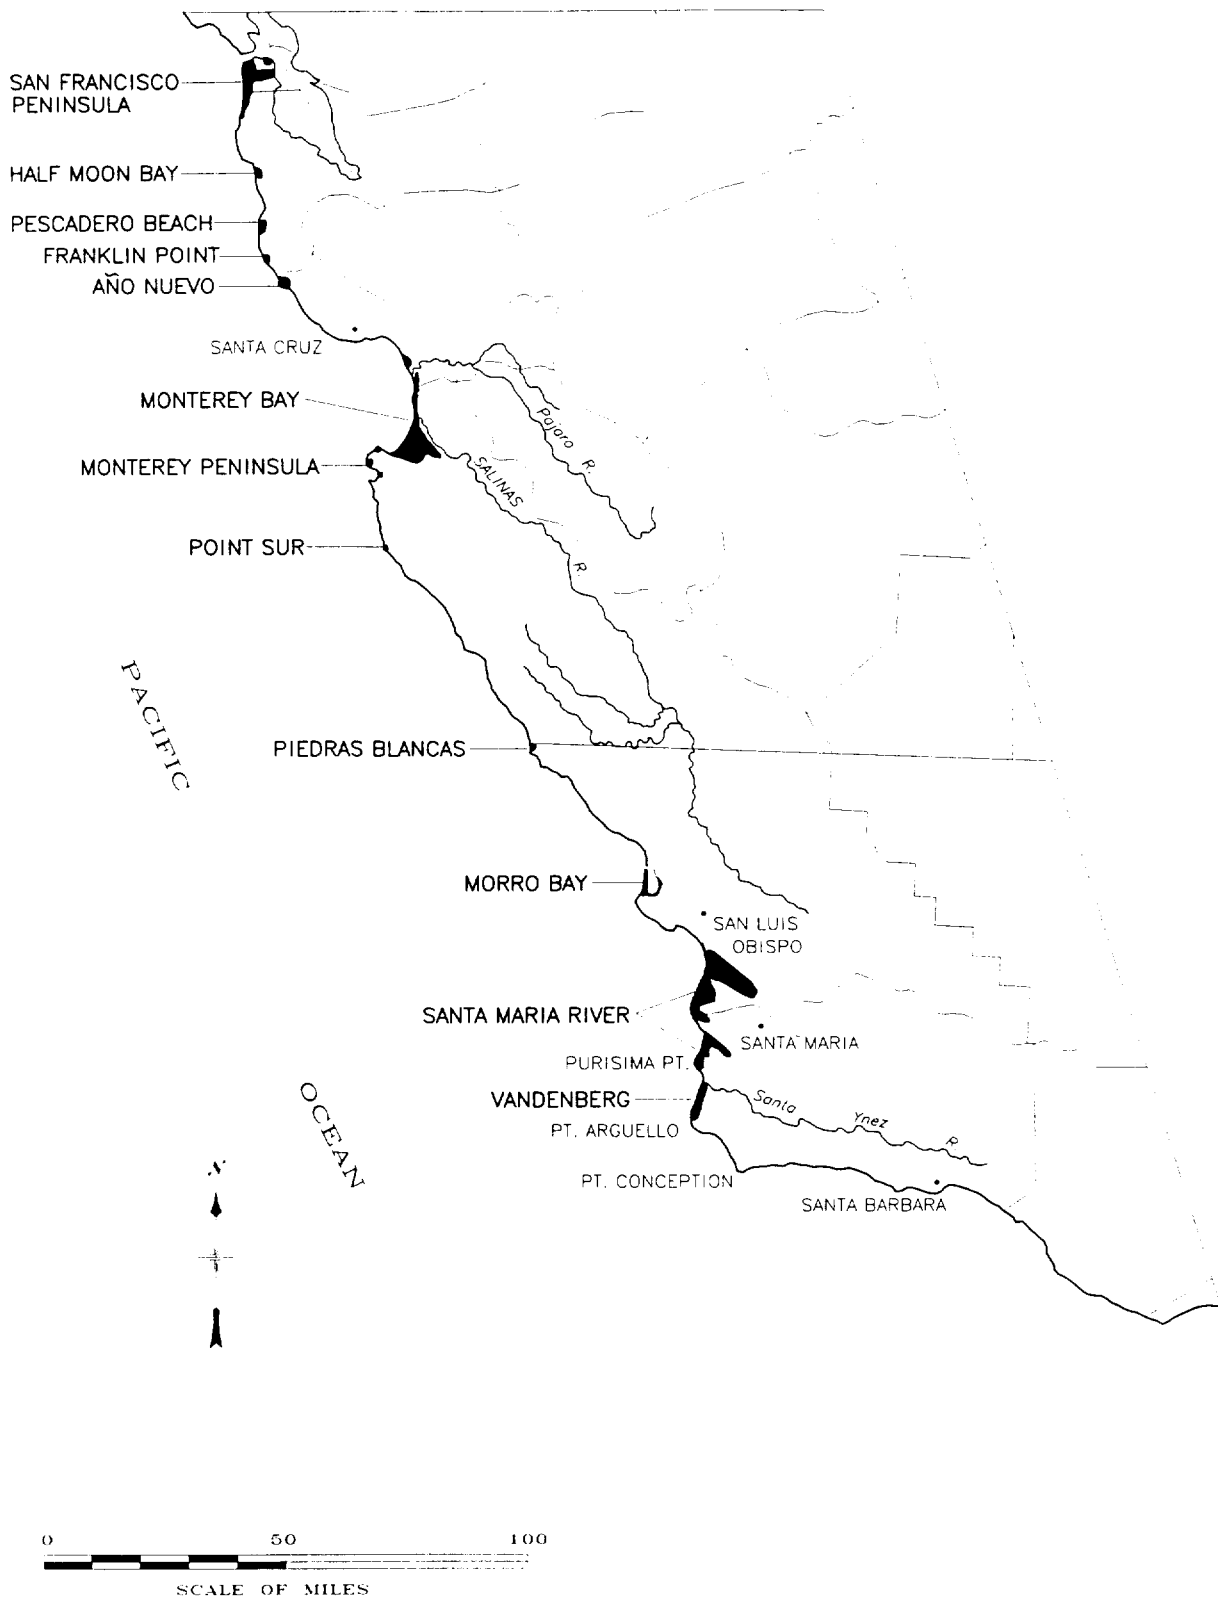 SAN FRANCISCO
PENINSULA
HALF MOON BAY
PESCADERO BEACH
FRANKLIN POINT
AÑO NUEVO
SANTA CRUZ
MONTEREY BAY
Pajaro R.
MONTEREY PENINSULA
SALINAS R.
POINT SUR
PACIFIC
PIEDRAS BLANCAS
MORRO BAY
SAN LUIS
OBISPO
SANTA MARIA RIVER
SANTA MARIA
PURISIMA PT.
VANDENBERG
Santa Ynez R.
PT. ARGUELLO
OCEAN
PT. CONCEPTION
SANTA BARBARA
N
0 50 100
SCALE OF MILES